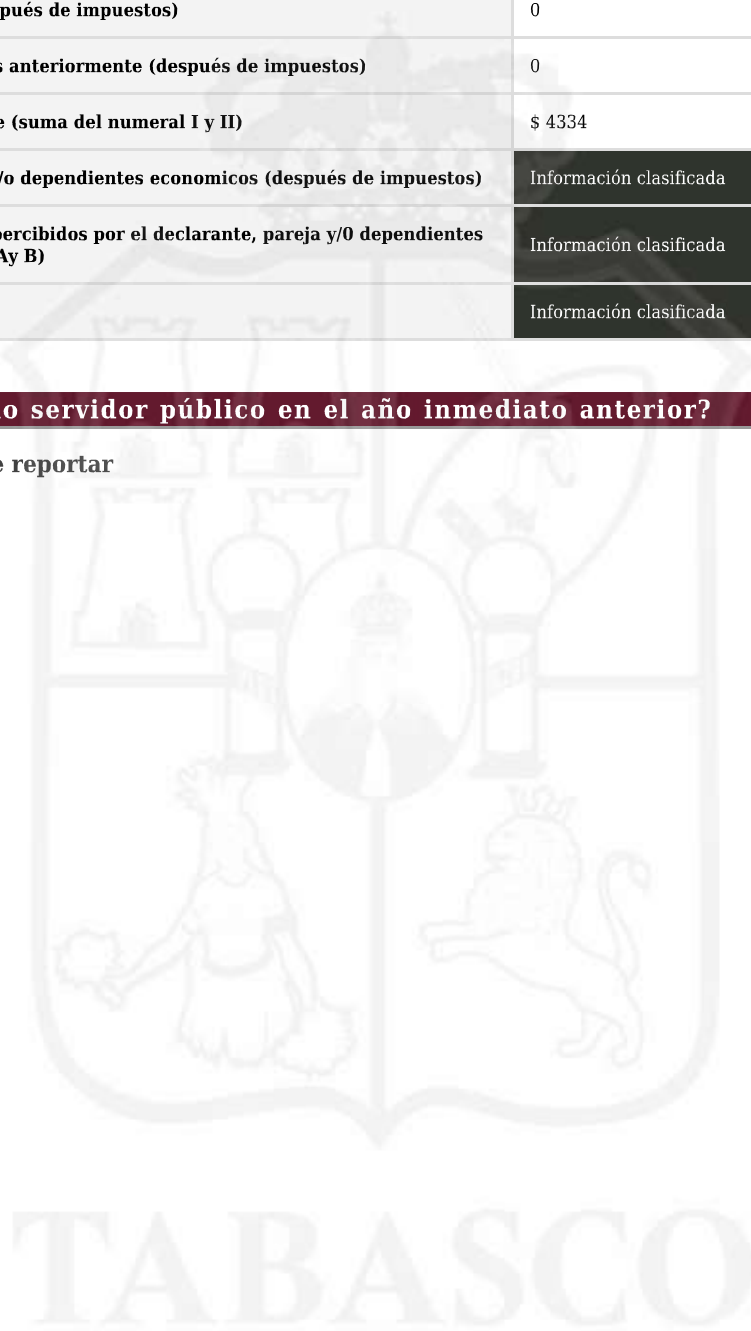 pués de impuestos)
0
s anteriormente (después de impuestos)
0
e (suma del numeral I y II)
$ 4334
/o dependientes economicos (después de impuestos)
Información clasificada
percibidos por el declarante, pareja y/0 dependientes
Ay B)
Información clasificada
Información clasificada
o servidor público en el año inmediato anterior?
e reportar
TABASCO